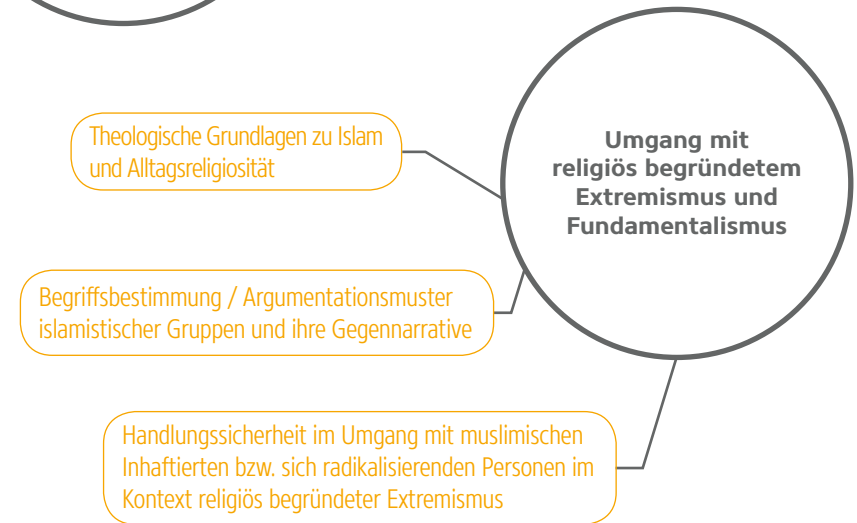 Theologische Grundlagen zu Islam
und Alltagsreligiosität
Umgang mit
religiös begründetem
Extremismus und
Fundamentalismus
Begriffsbestimmung / Argumentationsmuster
islamistischer Gruppen und ihre Gegennarrative
Handlungssicherheit im Umgang mit muslimischen
Inhaftierten bzw. sich radikalisierenden Personen im
Kontext religiös begründeter Extremismus